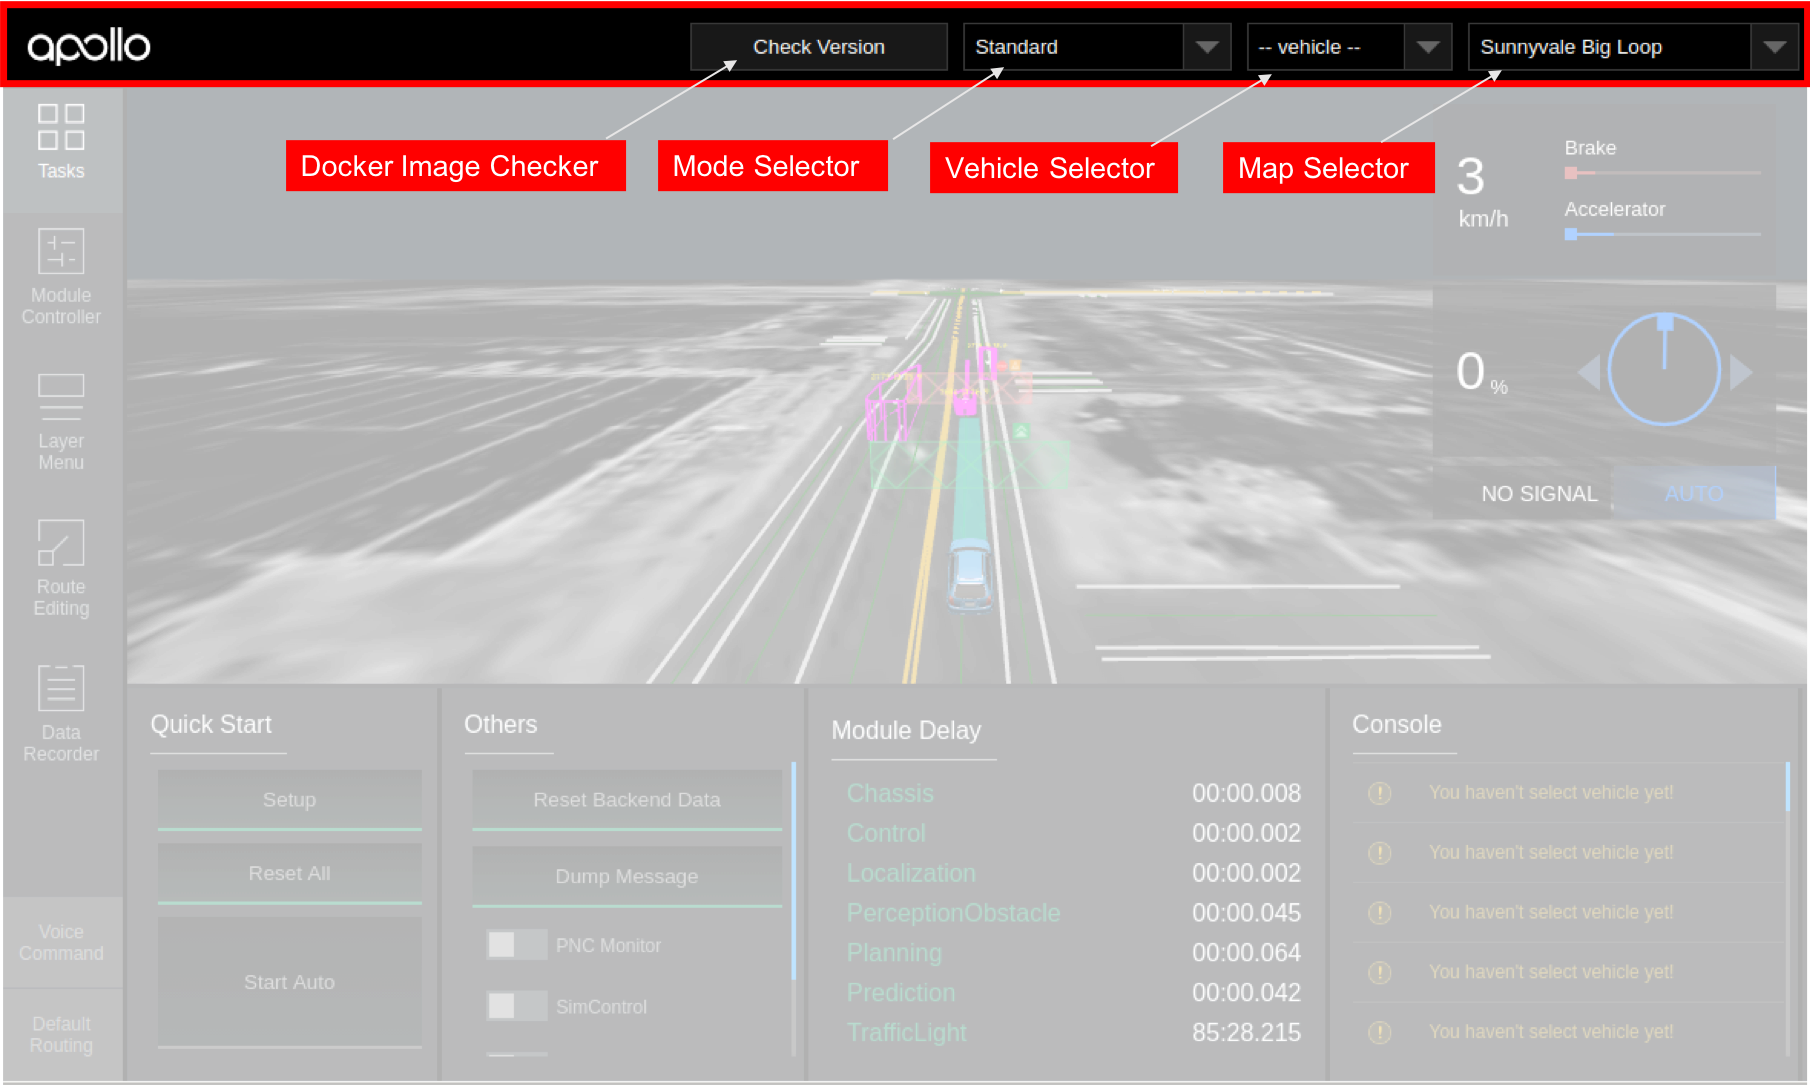 apollo
Check Version
Standard
-- vehicle --
Sunnyvale Big Loop
Docker Image Checker
Mode Selector
Vehicle Selector
Map Selector
Tasks
Module
Controller
Layer
Menu
Route
Editing
Data
Recorder
Voice
Command
Default
Routing
3
km/h
Brake
Accelerator
0 %
NO SIGNAL
AUTO
Quick Start
Setup
Reset All
Start Auto
Others
Reset Backend Data
Dump Message
PNC Monitor
SimControl
Module Delay
Chassis 00:00.008
Control 00:00.002
Localization 00:00.002
PerceptionObstacle 00:00.045
Planning 00:00.064
Prediction 00:00.042
TrafficLight 85:28.215
Console
You haven't select vehicle yet!
You haven't select vehicle yet!
You haven't select vehicle yet!
You haven't select vehicle yet!
You haven't select vehicle yet!